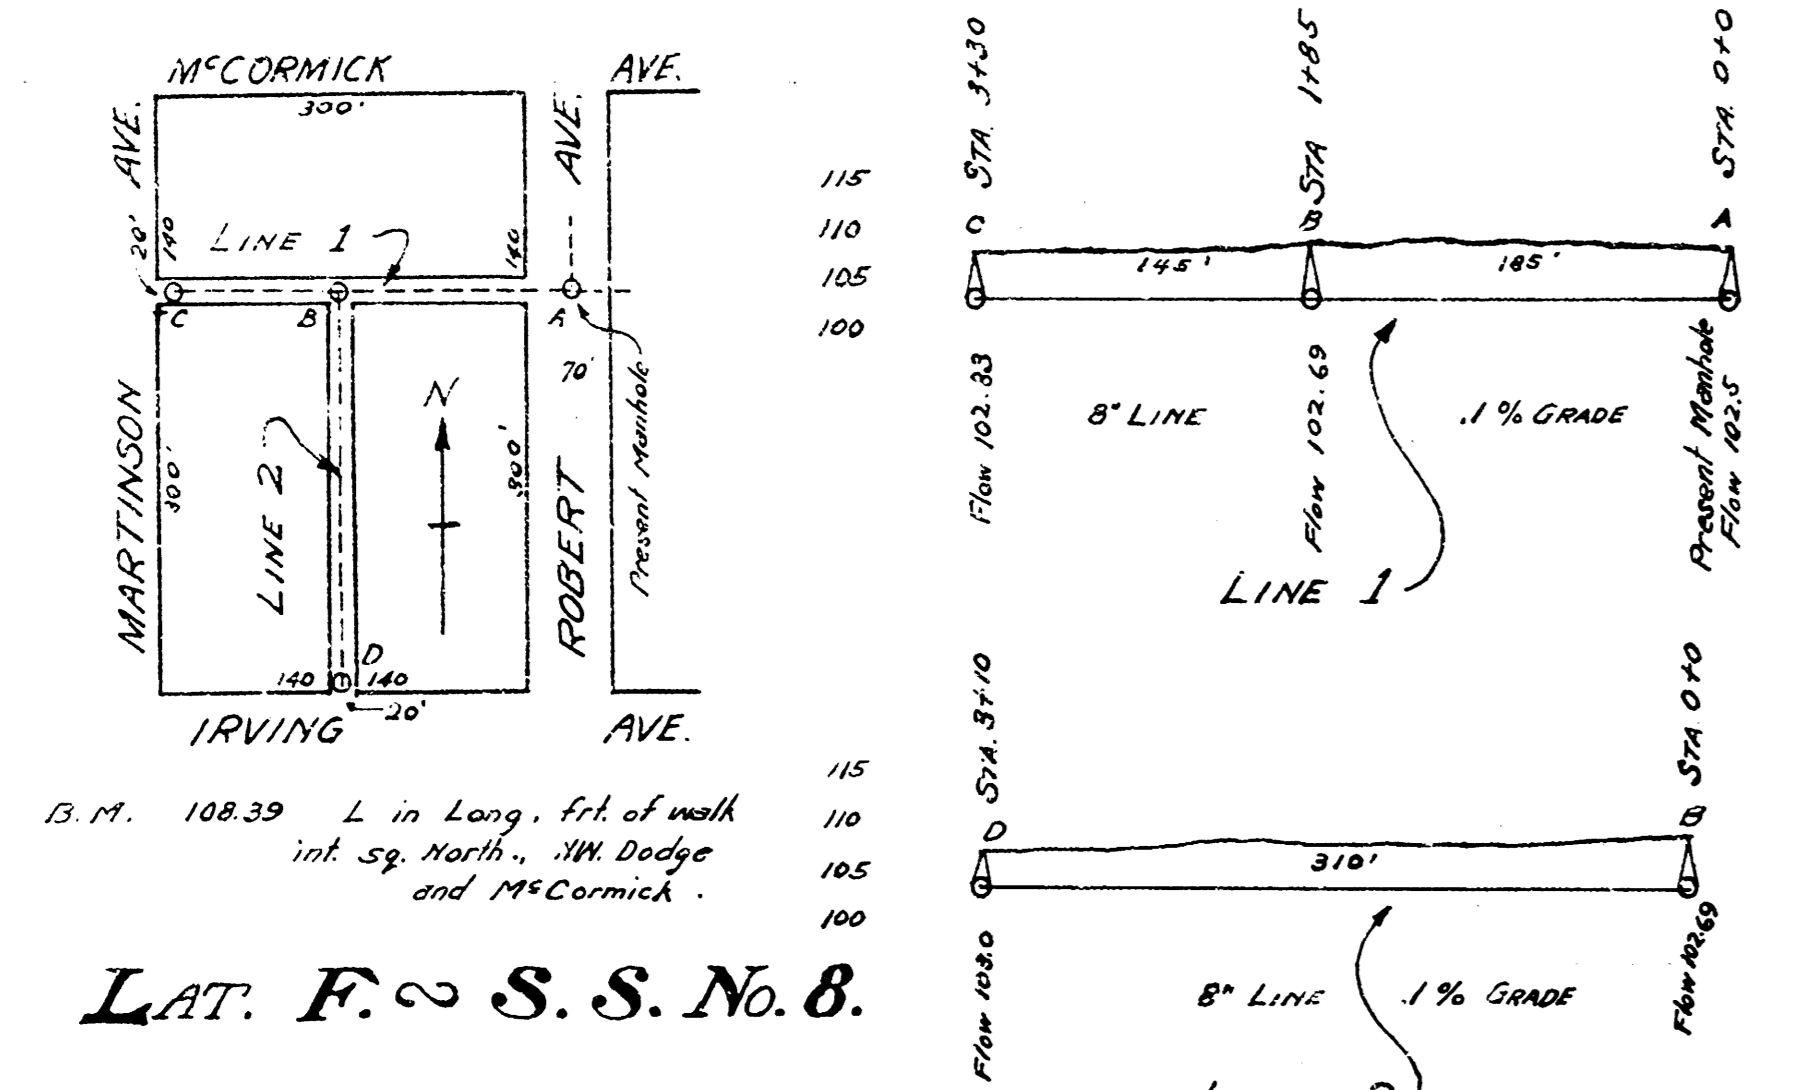 McCORMICK AVE.
300'
MARTINSON AVE.
ROBERT AVE.
20'
140
140
LINE 1
C
B
A
70'
Present Manhole
N
300'
300'
LINE 2
D
140
140
20'
IRVING AVE.
B.M. 108.39 L in Long. frt. of walk
int. sq. North., NW. Dodge
and McCormick.
LAT. F. ~ S. S. No. 8.
115
110
105
100
C STA. 3+30
B STA 1+85
A STA. 0+0
145'
185'
Flow 102.83
Flow 102.69
Present Manhole
Flow 102.5
8" LINE
.1% GRADE
LINE 1
115
110
105
100
D STA. 3+10
B STA 0+0
310'
Flow 103.0
Flow 102.69
8" LINE
.1% GRADE